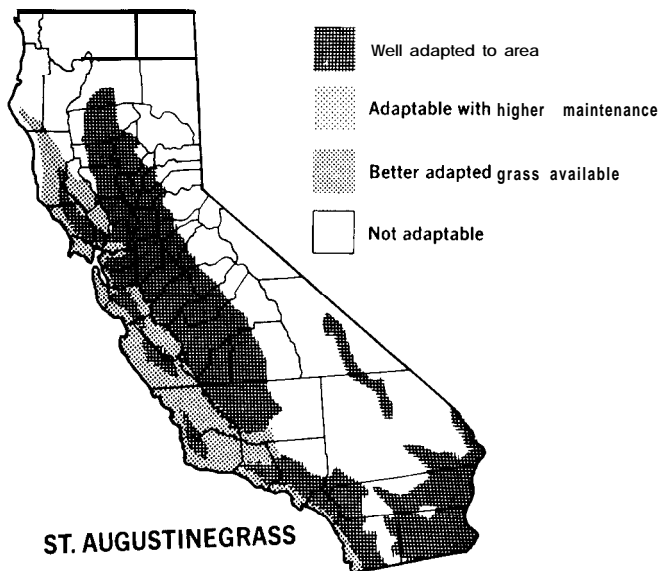 Well adapted to area
Adaptable with higher maintenance
Better adapted grass available
Not adaptable
ST. AUGUSTINEGRASS